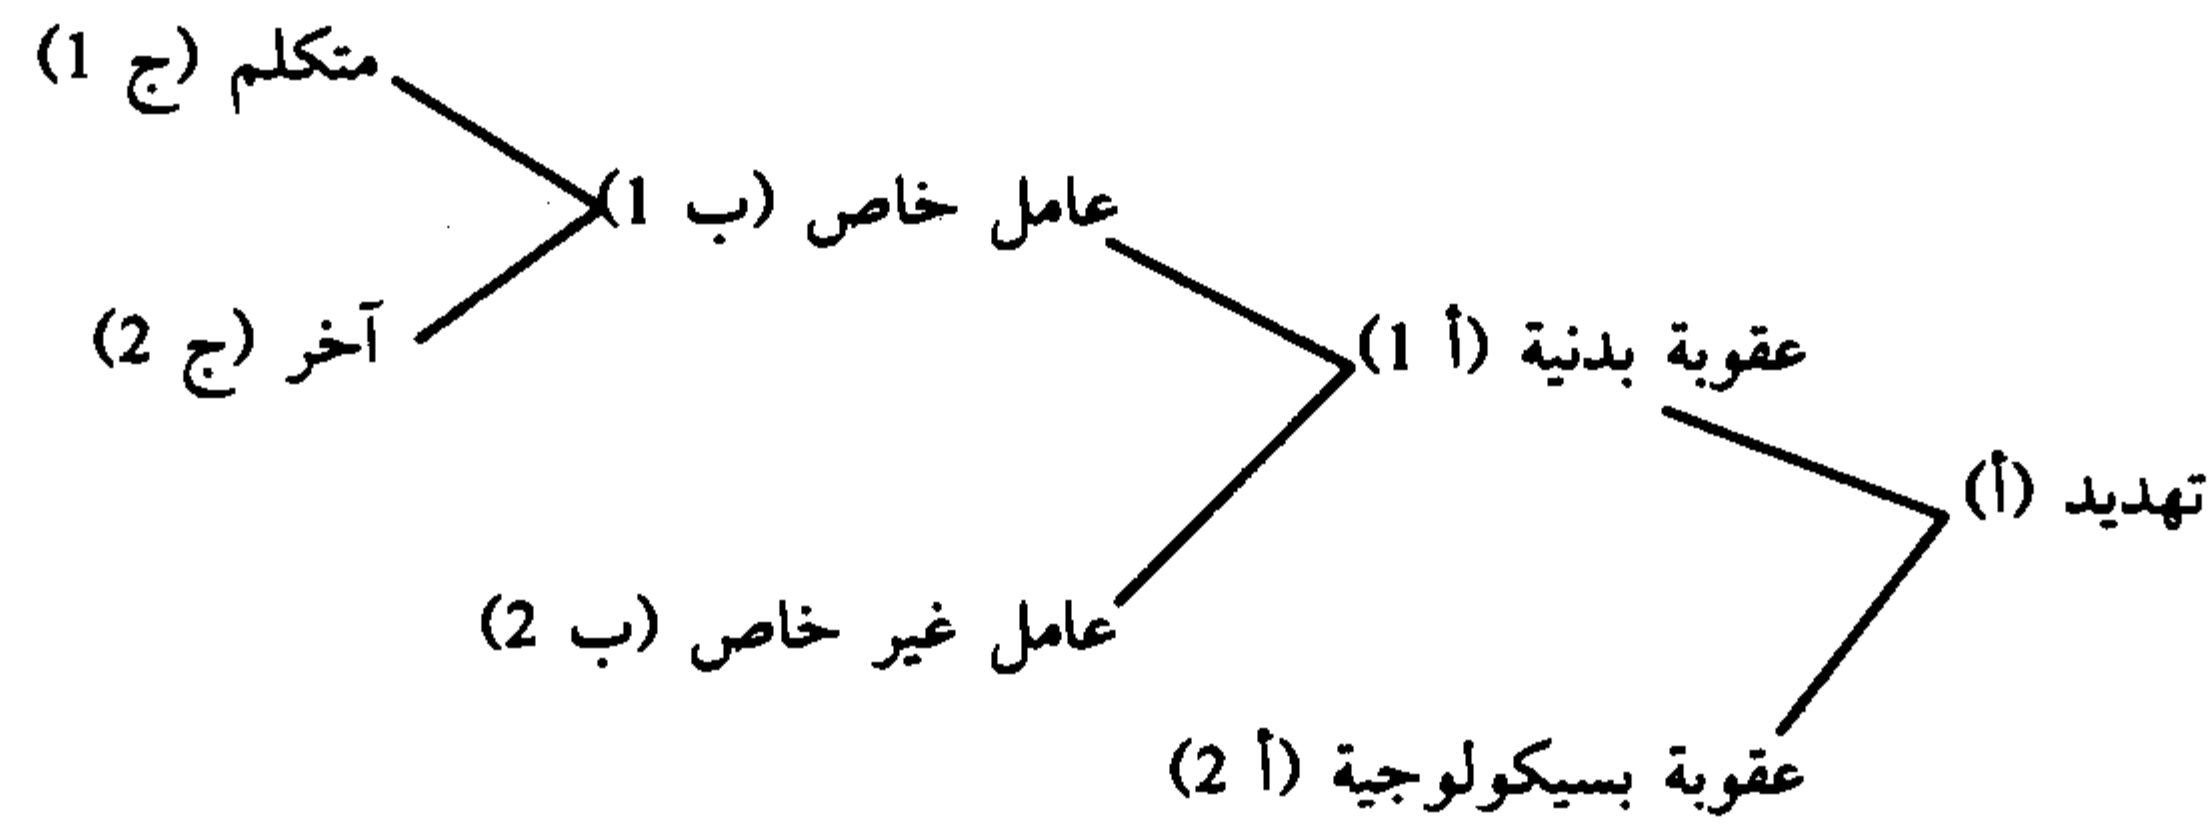 متكلم (ج 1)
عامل خاص (ب 1)
آخر (ج 2)
عقوبة بدنية (أ 1)
تهديد (أ)
عامل غير خاص (ب 2)
عقوبة بسيكولوجية (أ 2)